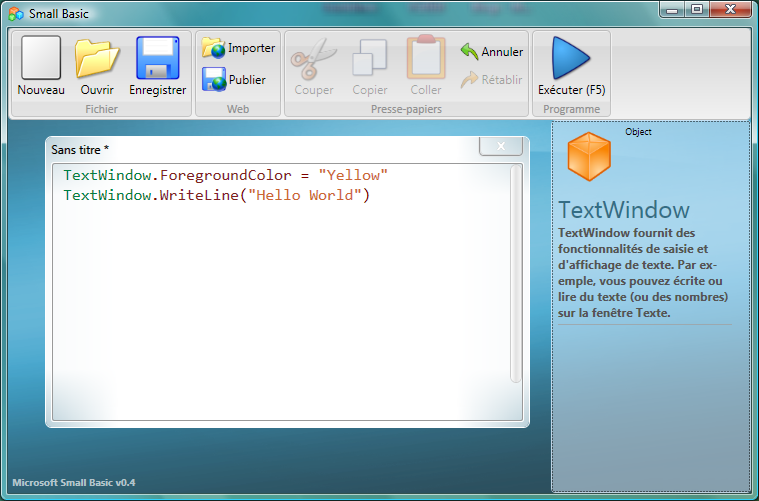 Small Basic
Nouveau
Ouvrir
Enregistrer
Fichier
Importer
Publier
Web
Couper
Copier
Coller
Annuler
Rétablir
Presse-papiers
Exécuter (F5)
Programme
Sans titre *
TextWindow.ForegroundColor = "Yellow"
TextWindow.WriteLine("Hello World")
Object
TextWindow
TextWindow fournit des
fonctionnalités de saisie et
d'affichage de texte. Par ex-
emple, vous pouvez écrite ou
lire du texte (ou des nombres)
sur la fenêtre Texte.
Microsoft Small Basic v0.4